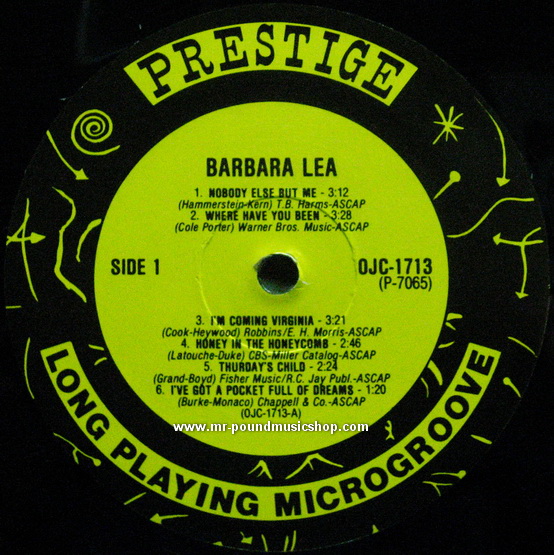 PRESTIGE
BARBARA LEA
1. NOBODY ELSE BUT ME - 3:12
(Hammerstein-Kern) T.B. Harms-ASCAP
2. WHERE HAVE YOU BEEN - 3:28
(Cole Porter) Warner Bros. Music-ASCAP
SIDE 1
OJC-1713
(P-7065)
3. I'M COMING VIRGINIA - 3:21
(Cook-Heywood) Robbins/E. H. Morris-ASCAP
4. HONEY IN THE HONEYCOMB - 2:46
(Latouche-Duke) CBS-Miller Catalog-ASCAP
5. THURDAY'S CHILD - 2:24
(Grand-Boyd) Fisher Music/R.C. Jay Publ.-ASCAP
6. I'VE GOT A POCKET FULL OF DREAMS - 1:20
(Burke-Monaco) Chappell & Co.-ASCAP
(OJC-1713-A)
www.mr-poundmusicshop.com
LONG PLAYING MICROGROOVE